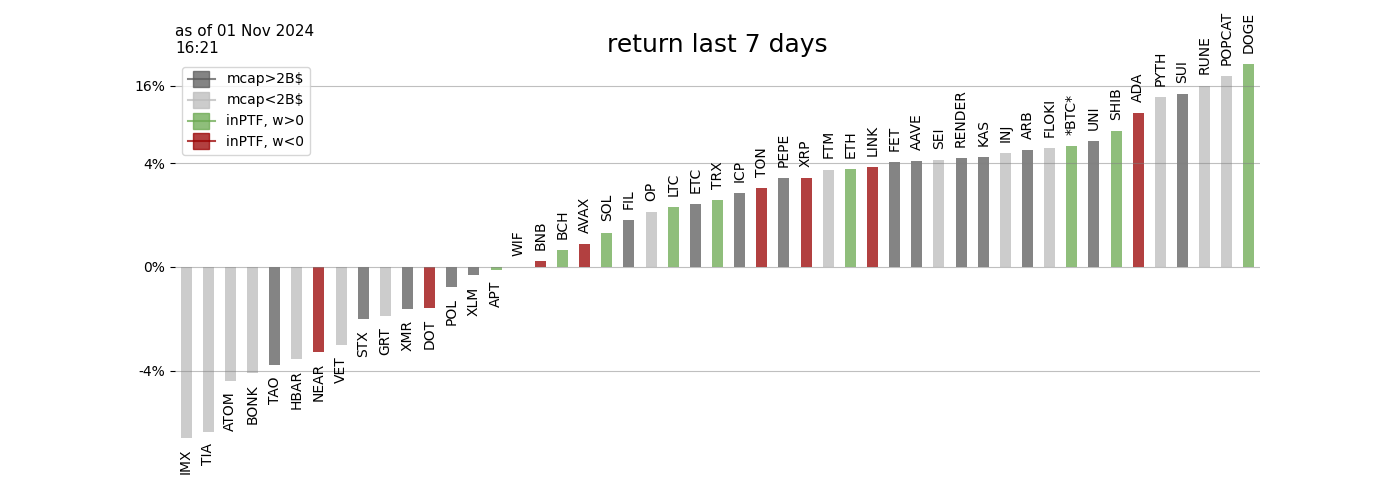 as of 01 Nov 2024
16:21
return last 7 days
mcap>2B$
mcap<2B$
inPTF, w>0
inPTF, w<0
16%
4%
0%
-4%
IMX
TIA
ATOM
BONK
TAO
HBAR
NEAR
VET
STX
GRT
XMR
DOT
POL
XLM
APT
WIF
BNB
BCH
AVAX
SOL
FIL
OP
LTC
ETC
TRX
ICP
TON
PEPE
XRP
FTM
ETH
LINK
FET
AAVE
SEI
RENDER
KAS
INJ
ARB
FLOKI
*BTC*
UNI
SHIB
ADA
PYTH
SUI
RUNE
POPCAT
DOGE